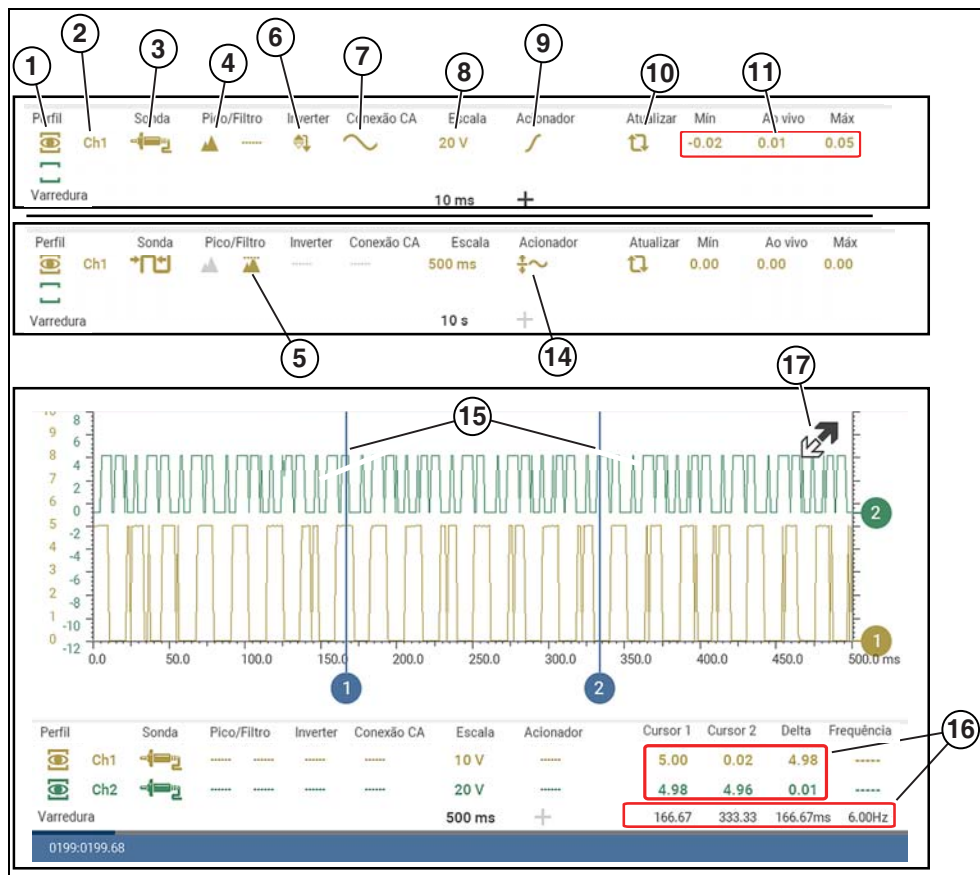 1 2 3 4 6 7 8 9 10 11
Perfil Sonda Pico/Filtro Inverter Conexão CA Escala Acionador Atualizar Mín Ao vivo Máx
Ch1 ------ 20 V -0.02 0.01 0.05
Varredura 10 ms +
Perfil Sonda Pico/Filtro Inverter Conexão CA Escala Acionador Atualizar Mín Ao vivo Máx
Ch1 ------ ------ 500 ms 0.00 0.00 0.00
Varredura 10 s +
5 14
17
15
10 9 8 7 6 5 4 3 2 1 0
8 6 4 2 0 -2 -4 -6 -8 -10 -12
2
1
0.0 50.0 100.0 150.0 200.0 250.0 300.0 350.0 400.0 450.0 500.0 ms
1 2
16
Perfil Sonda Pico/Filtro Inverter Conexão CA Escala Acionador Cursor 1 Cursor 2 Delta Frequência
Ch1 ------ ------ ------ ------ 10 V ------ 5.00 0.02 4.98 -----
Ch2 ------ ------ ------ ------ 20 V ------ 4.98 4.96 0.01 -----
Varredura 500 ms + 166.67 333.33 166.67ms 6.00Hz
0199:0199.68